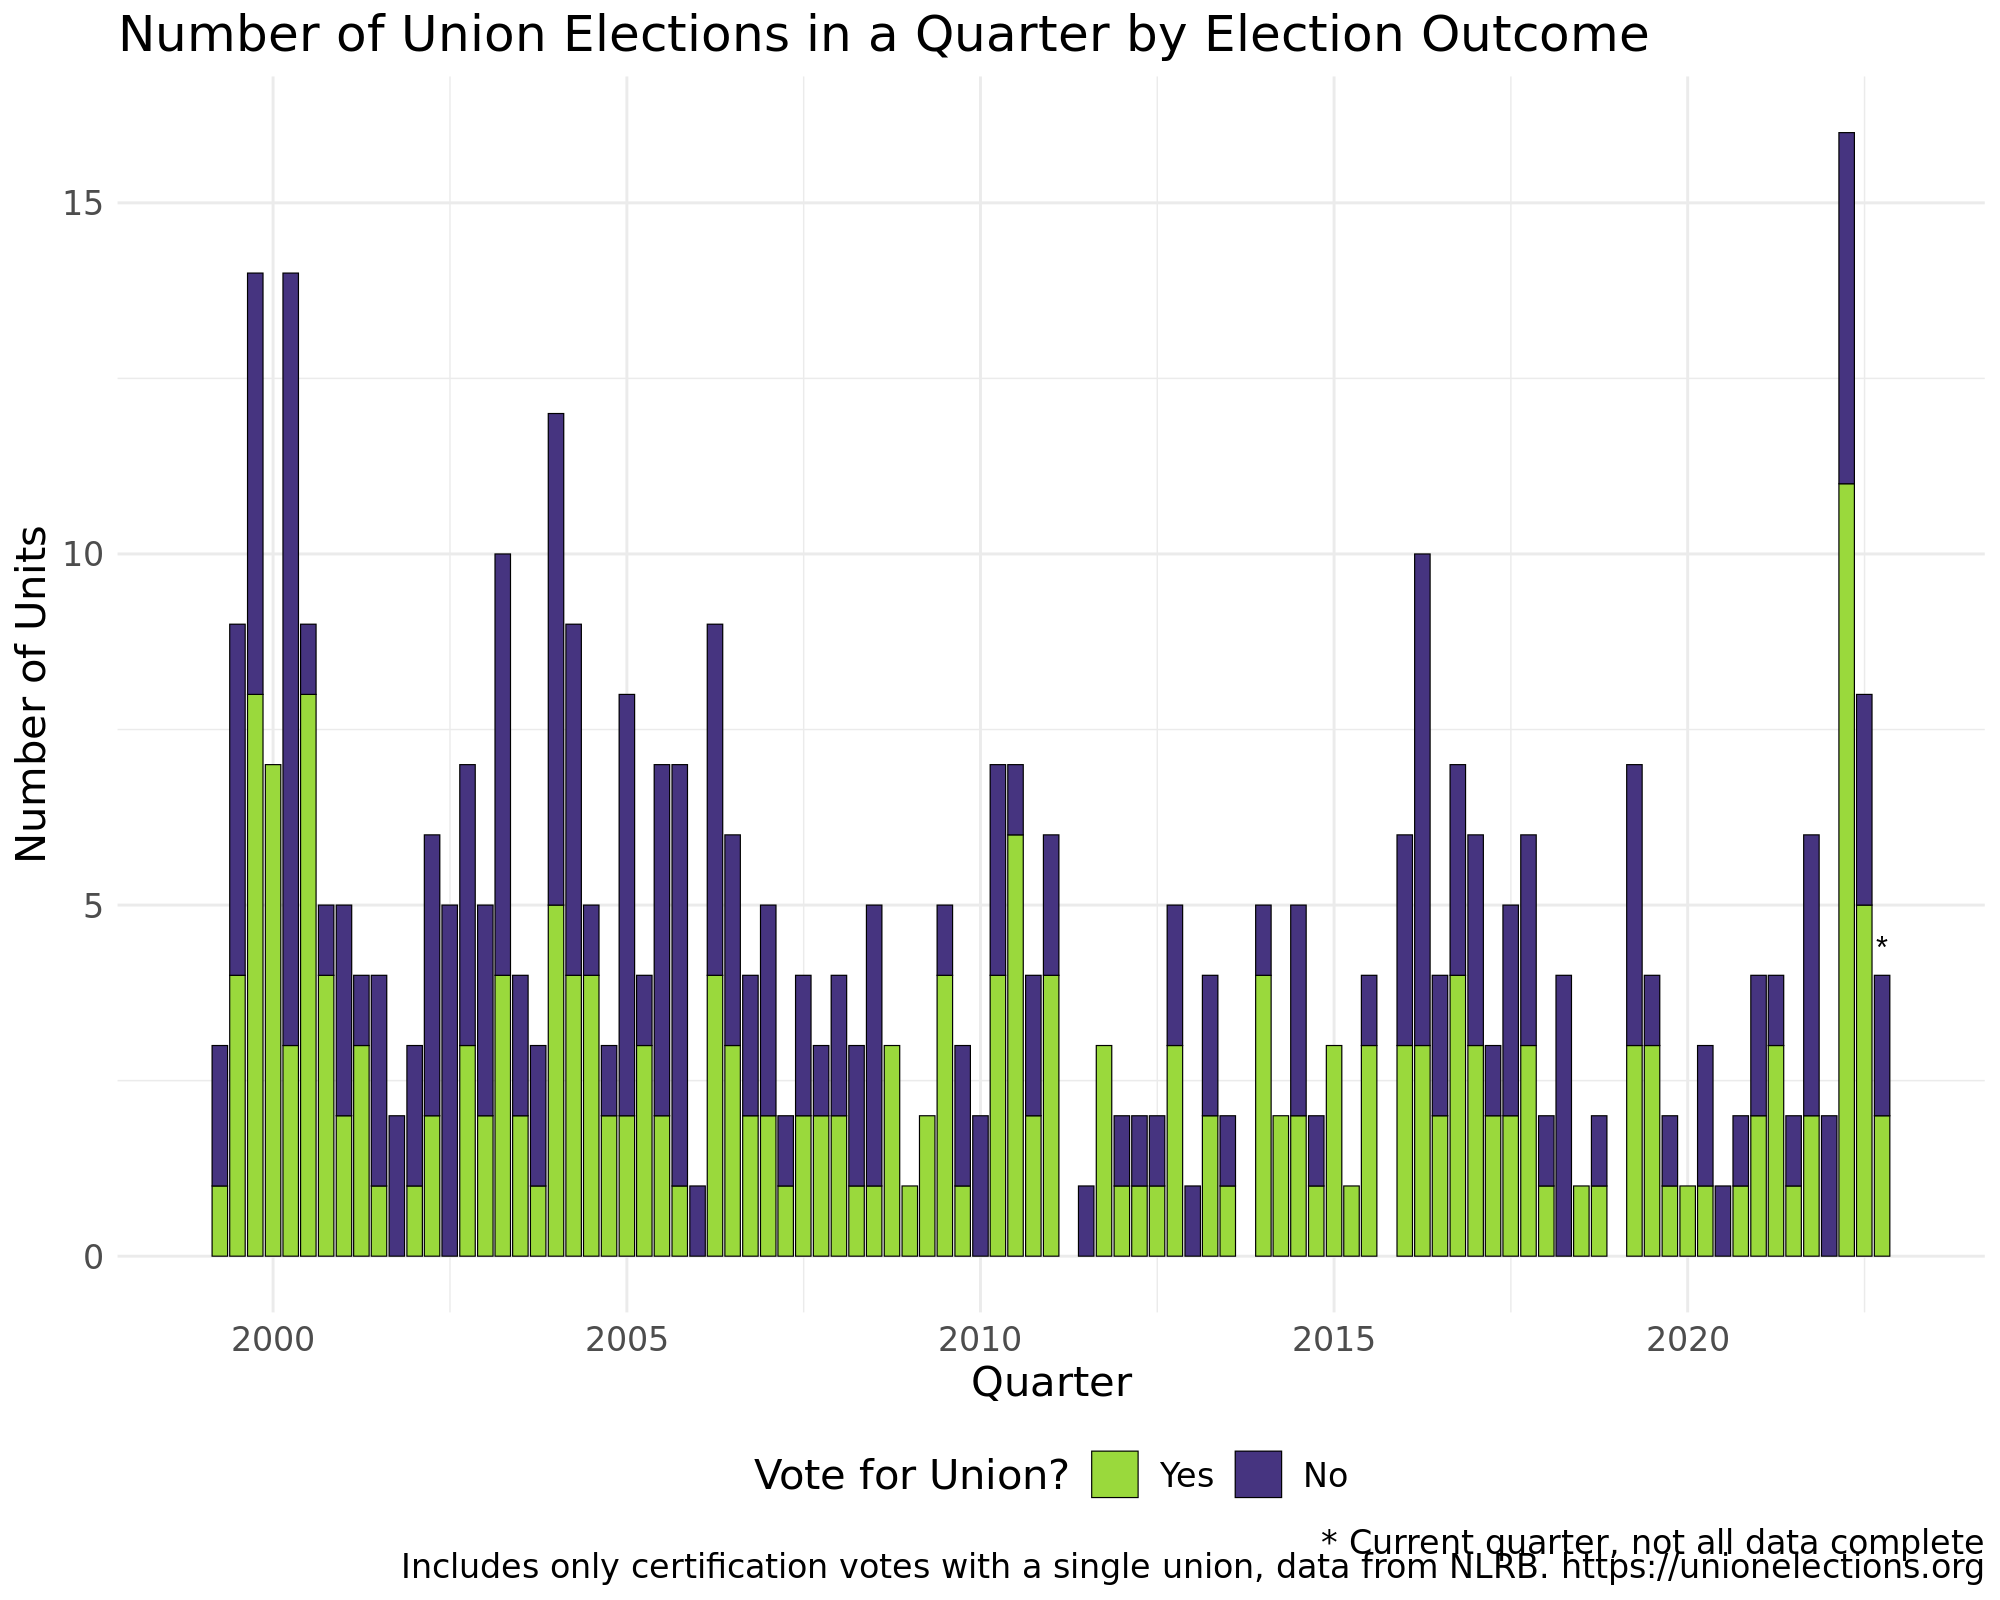 Number of Union Elections in a Quarter by Election Outcome
Number of Units
15
10
5
0
*
2000 2005 2010 2015 2020
Quarter
Vote for Union? Yes No
* Current quarter, not all data complete
Includes only certification votes with a single union, data from NLRB. https://unionelections.org